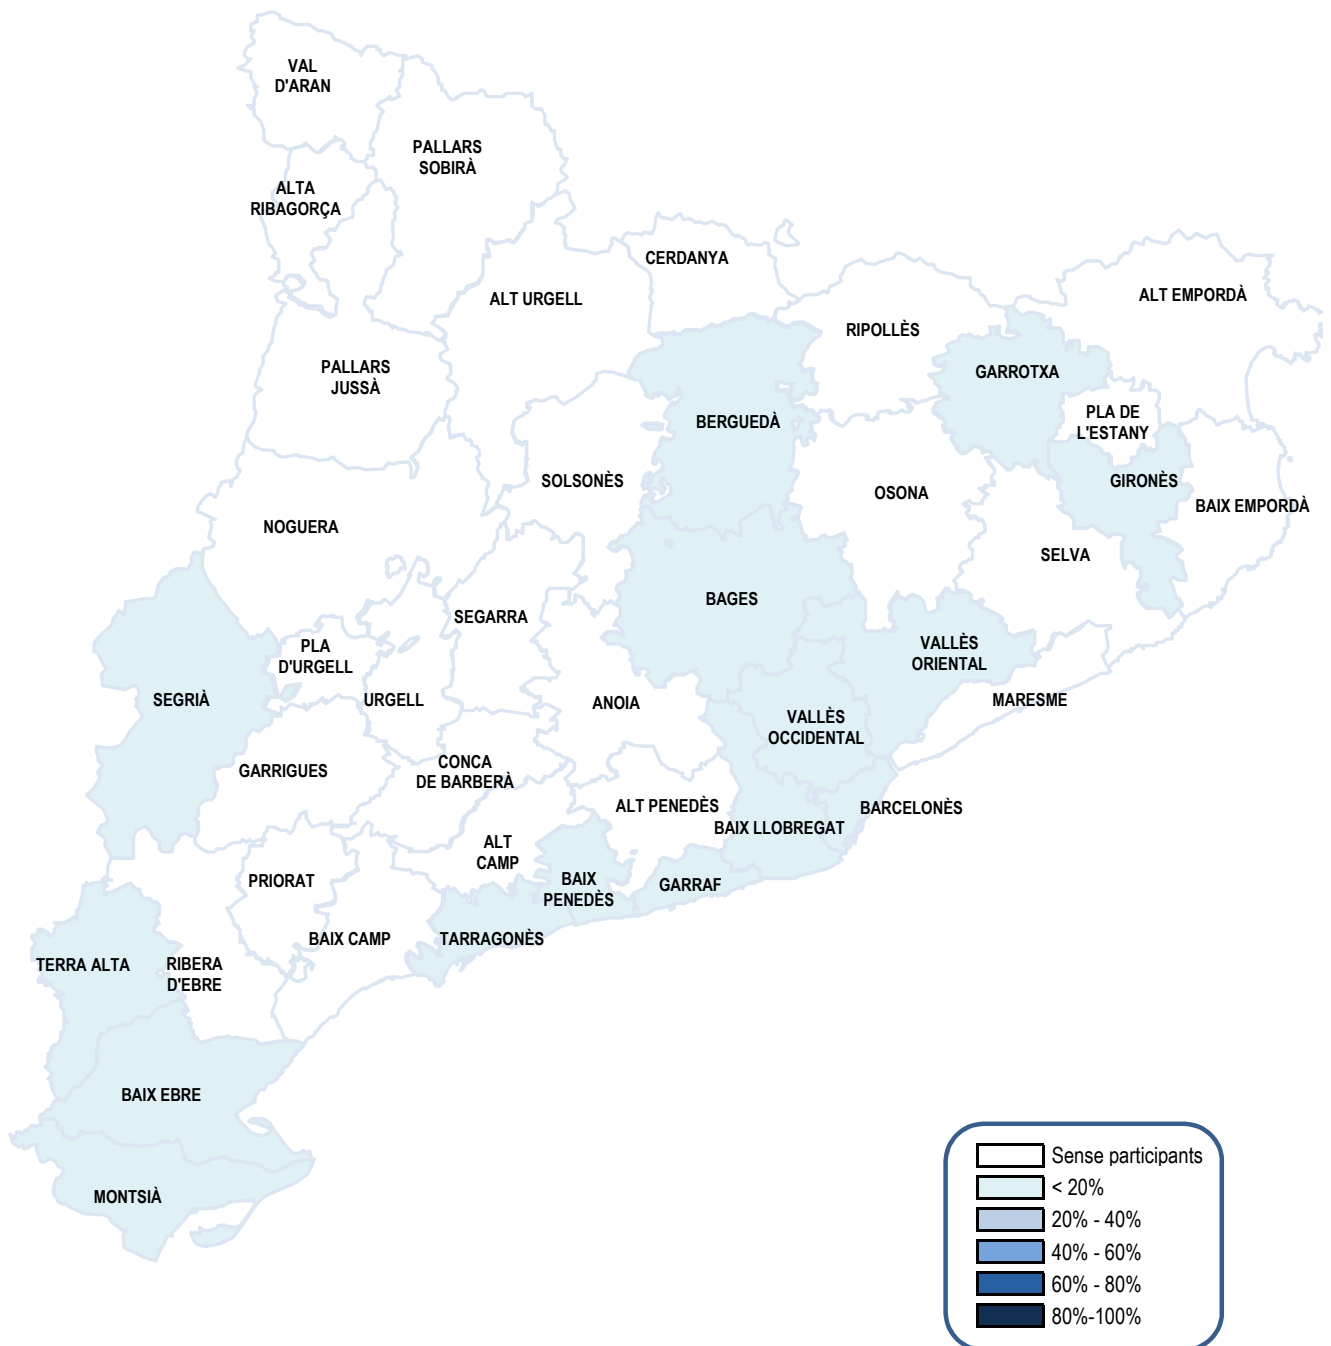 VAL
D'ARAN
PALLARS
SOBIRÀ
ALTA
RIBAGORÇA
CERDANYA
ALT URGELL
ALT EMPORDÀ
RIPOLLÈS
GARROTXA
PALLARS
JUSSÀ
BERGUEDÀ
PLA DE
L'ESTANY
SOLSONÈS
GIRONÈS
OSONA
BAIX EMPORDÀ
NOGUERA
SELVA
BAGES
SEGARRA
PLA
D'URGELL
VALLÈS
ORIENTAL
SEGRIÀ
URGELL
ANOIA
MARESME
VALLÈS
OCCIDENTAL
GARRIGUES
CONCA
DE BARBERÀ
ALT PENEDÈS
BARCELONÈS
BAIX LLOBREGAT
ALT
CAMP
PRIORAT
BAIX
PENEDÈS
GARRAF
BAIX CAMP
TARRAGONÈS
TERRA ALTA
RIBERA
D'EBRE
BAIX EBRE
MONTSIÀ
Sense participants
< 20%
20% - 40%
40% - 60%
60% - 80%
80%-100%